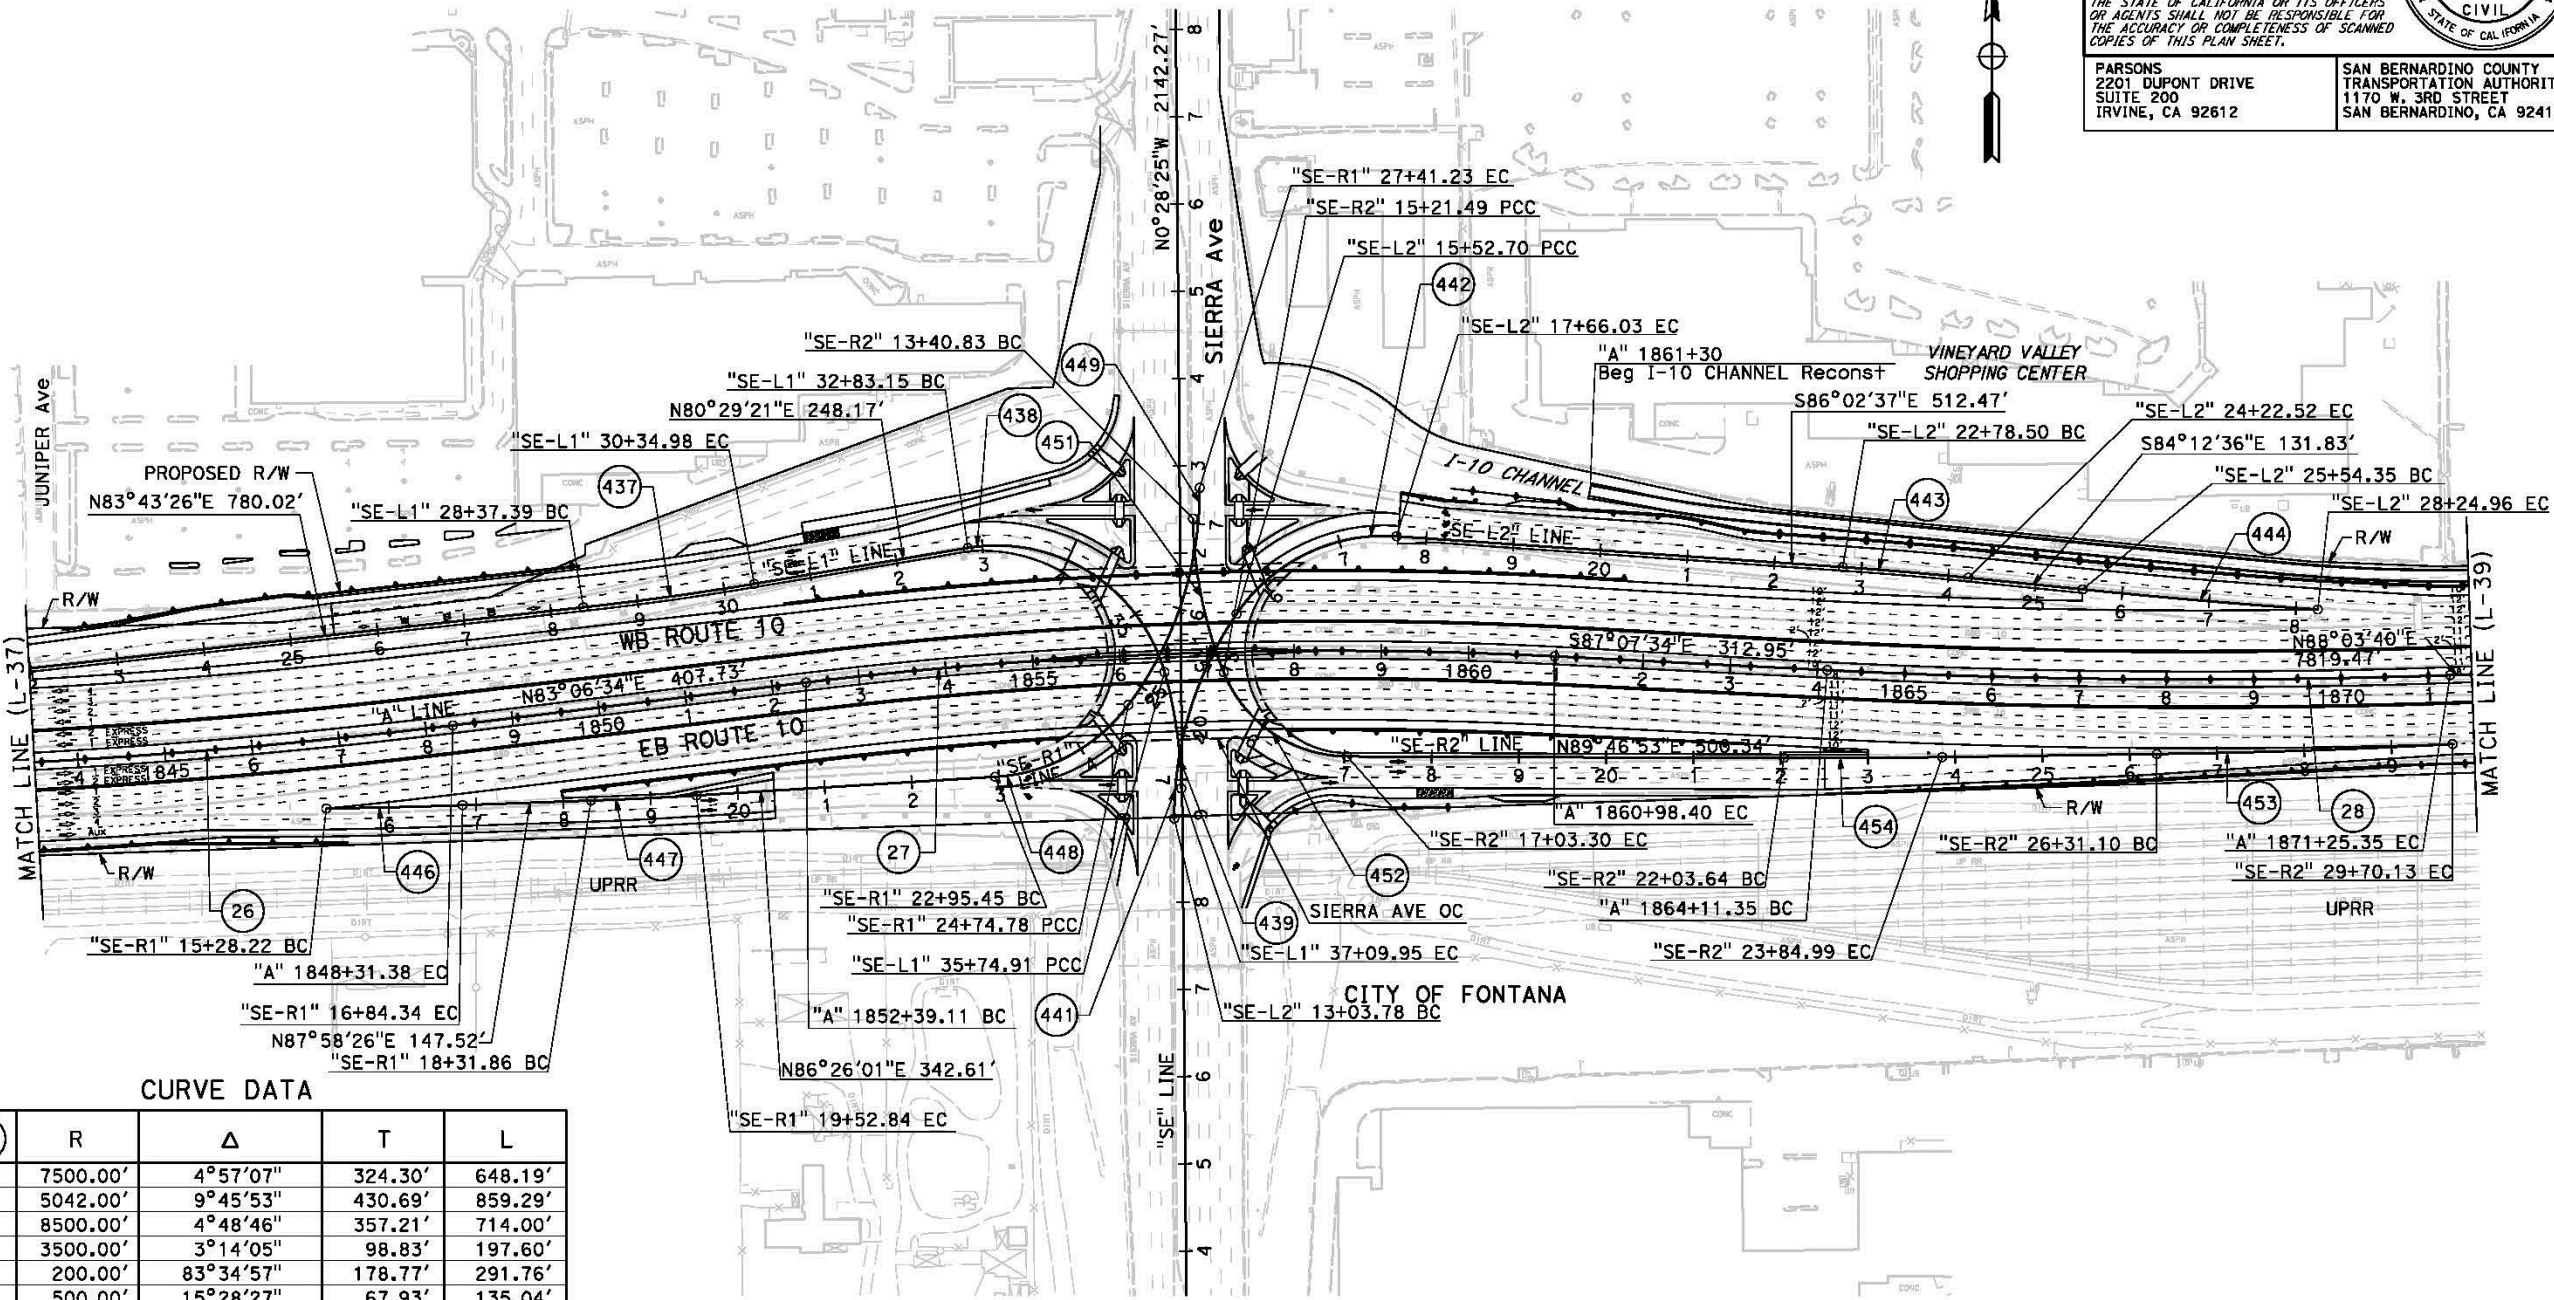 THE STATE OF CALIFORNIA OR ITS OFFICERS
OR AGENTS SHALL NOT BE RESPONSIBLE FOR
THE ACCURACY OR COMPLETENESS OF SCANNED
COPIES OF THIS PLAN SHEET.
CIVIL
STATE OF CALIFORNIA
PARSONS
2201 DUPONT DRIVE
SUITE 200
IRVINE, CA 92612
SAN BERNARDINO COUNTY
TRANSPORTATION AUTHORIT
1170 W. 3RD STREET
SAN BERNARDINO, CA 9241
N0°28'25"W 2142.27'
SIERRA Ave
"SE-R1" 27+41.23 EC
"SE-R2" 15+21.49 PCC
"SE-L2" 15+52.70 PCC
442
"SE-L2" 17+66.03 EC
"SE-R2" 13+40.83 BC
449
"A" 1861+30
Beg I-10 CHANNEL Reconst
VINEYARD VALLEY
SHOPPING CENTER
"SE-L1" 32+83.15 BC
N80°29'21"E 248.17'
438
451
S86°02'37"E 512.47'
"SE-L2" 24+22.52 EC
"SE-L2" 22+78.50 BC
S84°12'36"E 131.83'
"SE-L1" 30+34.98 EC
437
JUNIPER Ave
PROPOSED R/W
N83°43'26"E 780.02'
"SE-L1" 28+37.39 BC
I-10 CHANNEL
443
"SE-L2" 25+54.35 BC
"SE-L2" 28+24.96 EC
444
R/W
"SE-L1" LINE
"SE-L2" LINE
R/W
WB ROUTE 10
S87°07'34"E 312.95'
N88°03'40"E
7819.47'
MATCH LINE (L-37)
MATCH LINE (L-39)
N83°06'34"E 407.73'
"A" LINE
EB ROUTE 10
1845
1850
1855
1860
1865
1870
EXPRESS
EXPRESS
EXPRESS
EXPRESS
AUX
"SE-R1"
LINE
"SE-R2" LINE
N89°46'53"E 500.34'
R/W
R/W
446
447
UPRR
27
448
"A" 1860+98.40 EC
454
453
28
"SE-R2" 17+03.30 EC
"SE-R2" 26+31.10 BC
"A" 1871+25.35 EC
"SE-R2" 29+70.13 EC
UPRR
26
452
"SE-R2" 22+03.64 BC
"A" 1864+11.35 BC
"SE-R2" 23+84.99 EC
"SE-R1" 22+95.45 BC
"SE-R1" 24+74.78 PCC
439
SIERRA AVE OC
"SE-R1" 15+28.22 BC
"SE-L1" 35+74.91 PCC
"SE-L1" 37+09.95 EC
"A" 1848+31.38 EC
CITY OF FONTANA
"SE-R1" 16+84.34 EC
"A" 1852+39.11 BC
441
"SE-L2" 13+03.78 BC
N87°58'26"E 147.52'
"SE-R1" 18+31.86 BC
N86°26'01"E 342.61'
"SE-R1" 19+52.84 EC
"SE" LINE
CURVE DATA
R Δ T L
7500.00' 4°57'07" 324.30' 648.19'
5042.00' 9°45'53" 430.69' 859.29'
8500.00' 4°48'46" 357.21' 714.00'
3500.00' 3°14'05" 98.83' 197.60'
200.00' 83°34'57" 178.77' 291.76'
500.00' 15°28'27" 67.93' 135.04'